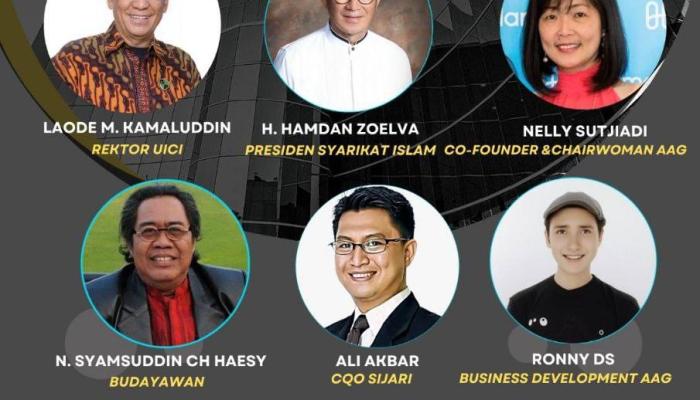 LAODE M. KAMALUDDIN
REKTOR UICI
H. HAMDAN ZOELVA
PRESIDEN SYARIKAT ISLAM
NELLY SUTJIADI
CO-FOUNDER &CHAIRWOMAN AAG
N. SYAMSUDDIN CH HAESY
BUDAYAWAN
ALI AKBAR
CQO SIJARI
RONNY DS
BUSINESS DEVELOPMENT AAG